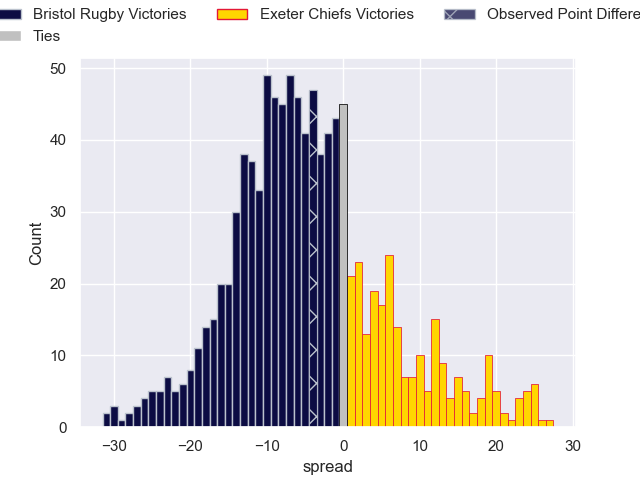 Bristol Rugby Victories Exeter Chiefs Victories Observed Point Differe
Ties
50
40
30
20
10
0
Count
−30 −20 −10 0 10 20 30
spread